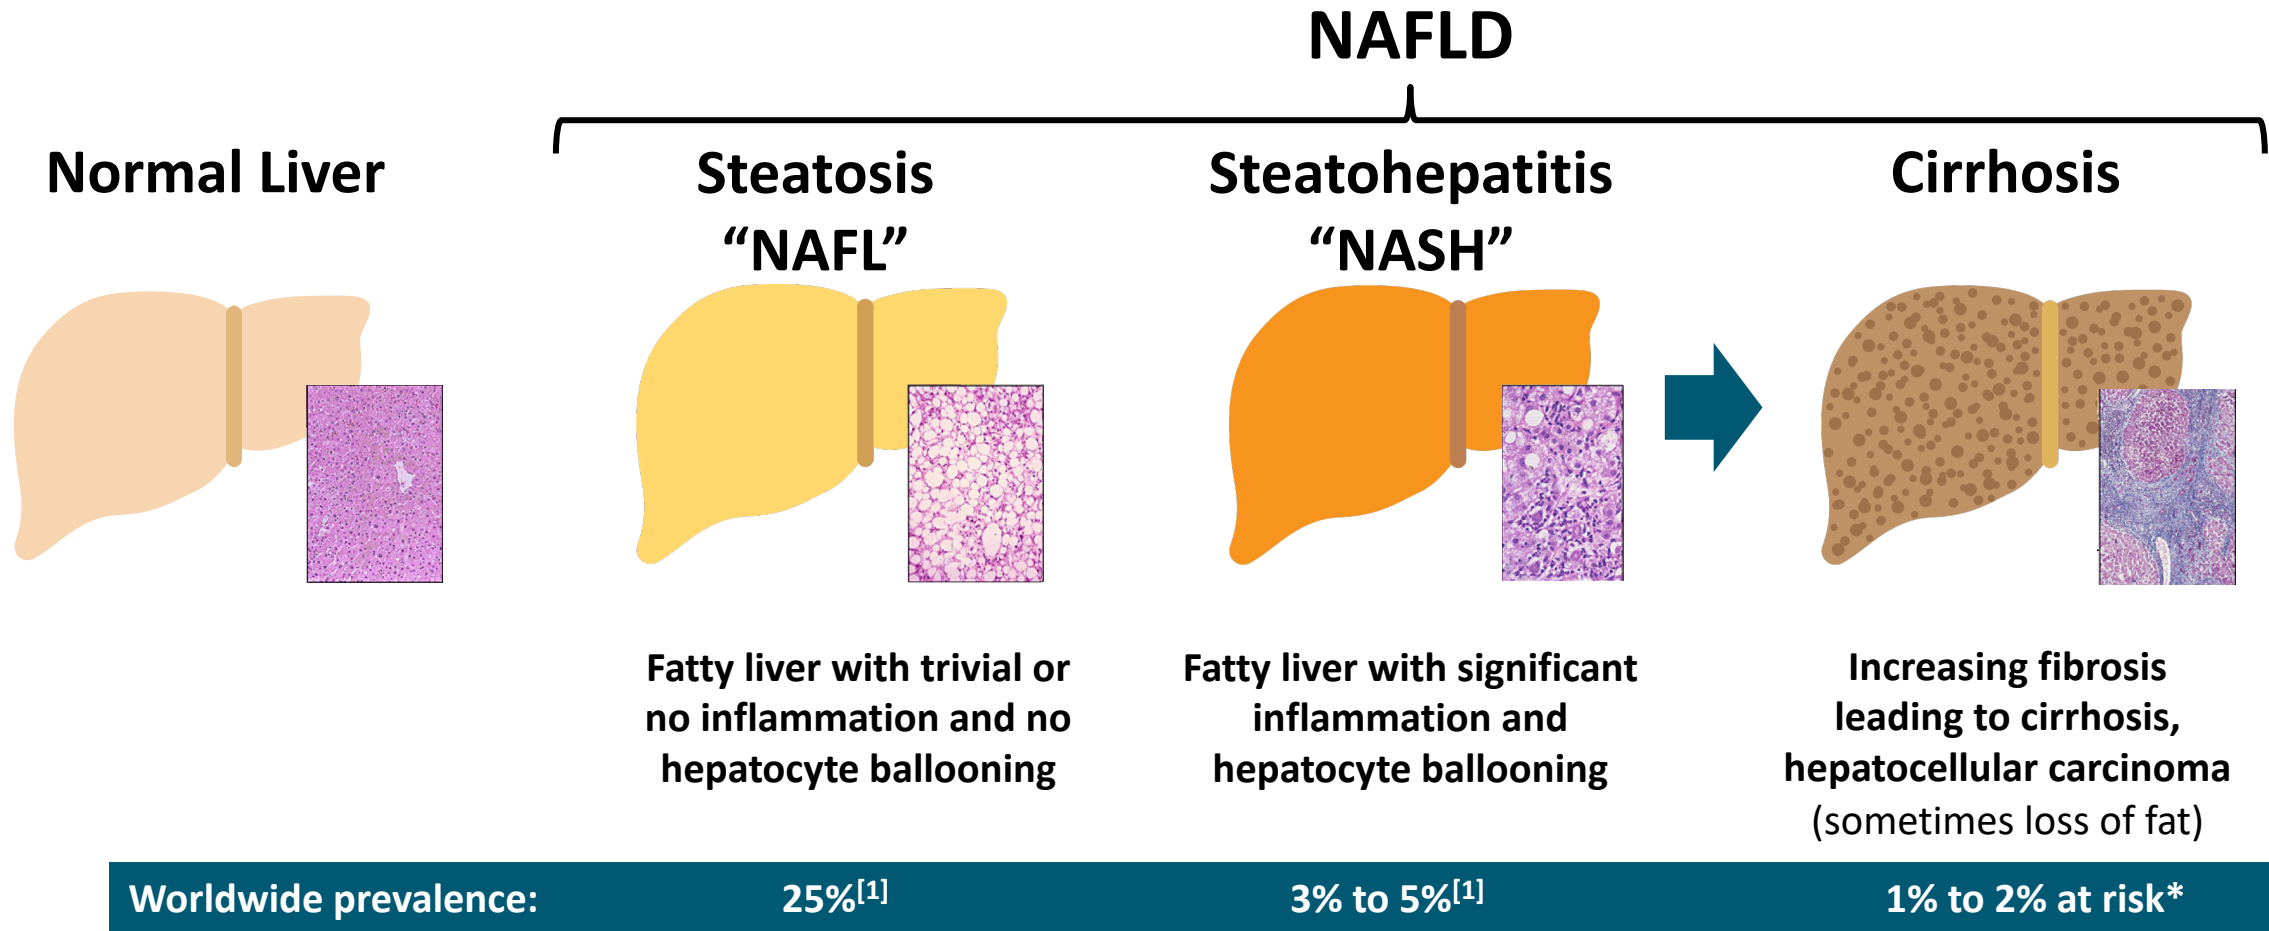 NAFLD
Normal Liver
Steatosis
“NAFL”
Steatohepatitis
“NASH”
Cirrhosis
Fatty liver with trivial or
no inflammation and no
hepatocyte ballooning
Fatty liver with significant
inflammation and
hepatocyte ballooning
Increasing fibrosis
leading to cirrhosis,
hepatocellular carcinoma
(sometimes loss of fat)
Worldwide prevalence: 25%[1] 3% to 5%[1] 1% to 2% at risk*